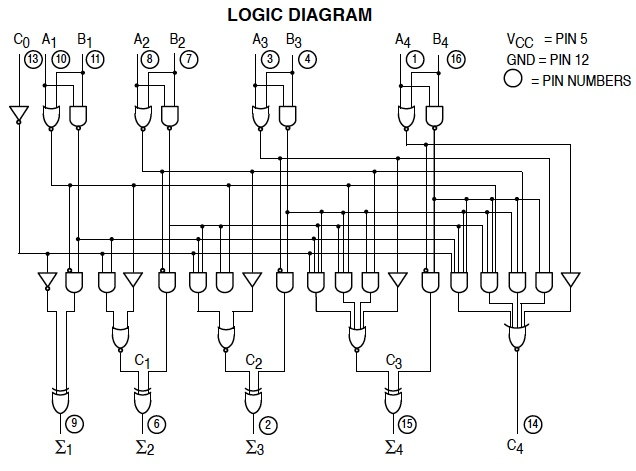 LOGIC DIAGRAM
C0 A1 B1 A2 B2 A3 B3 A4 B4
13 10 11 8 7 3 4 1 16
VCC = PIN 5
GND = PIN 12
= PIN NUMBERS
C1 C2 C3
9 6 2 15 14
Σ1 Σ2 Σ3 Σ4 C4